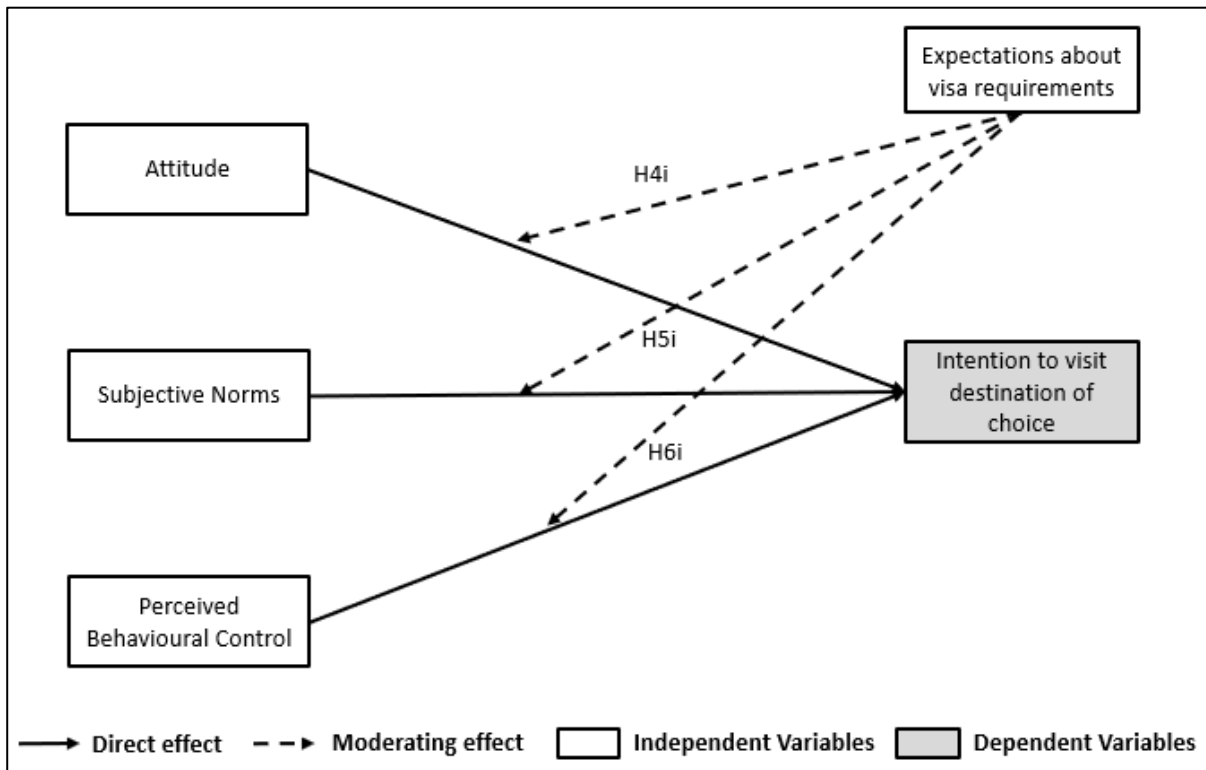 Expectations about
visa requirements
Attitude
H4i
H5i
Subjective Norms
Intention to visit
destination of
choice
H6i
Perceived
Behavioural Control
Direct effect Moderating effect Independent Variables Dependent Variables